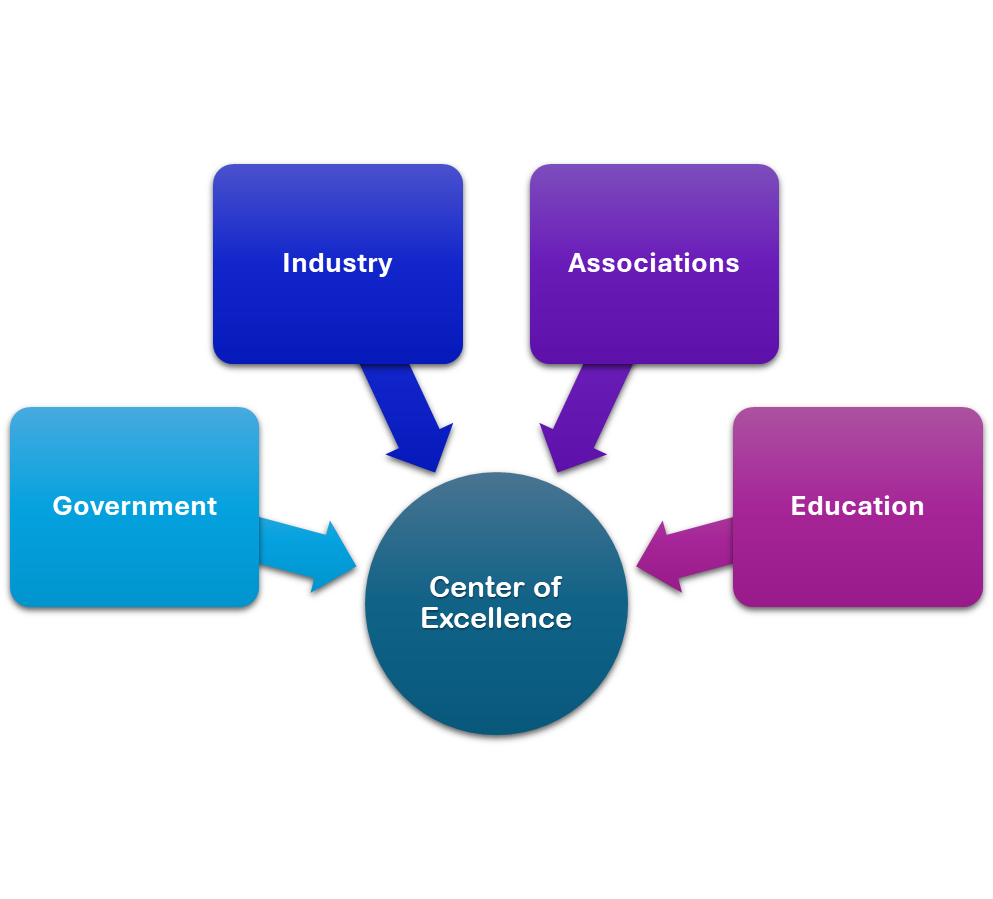 Industry
Associations
Government
Education
Center of
Excellence